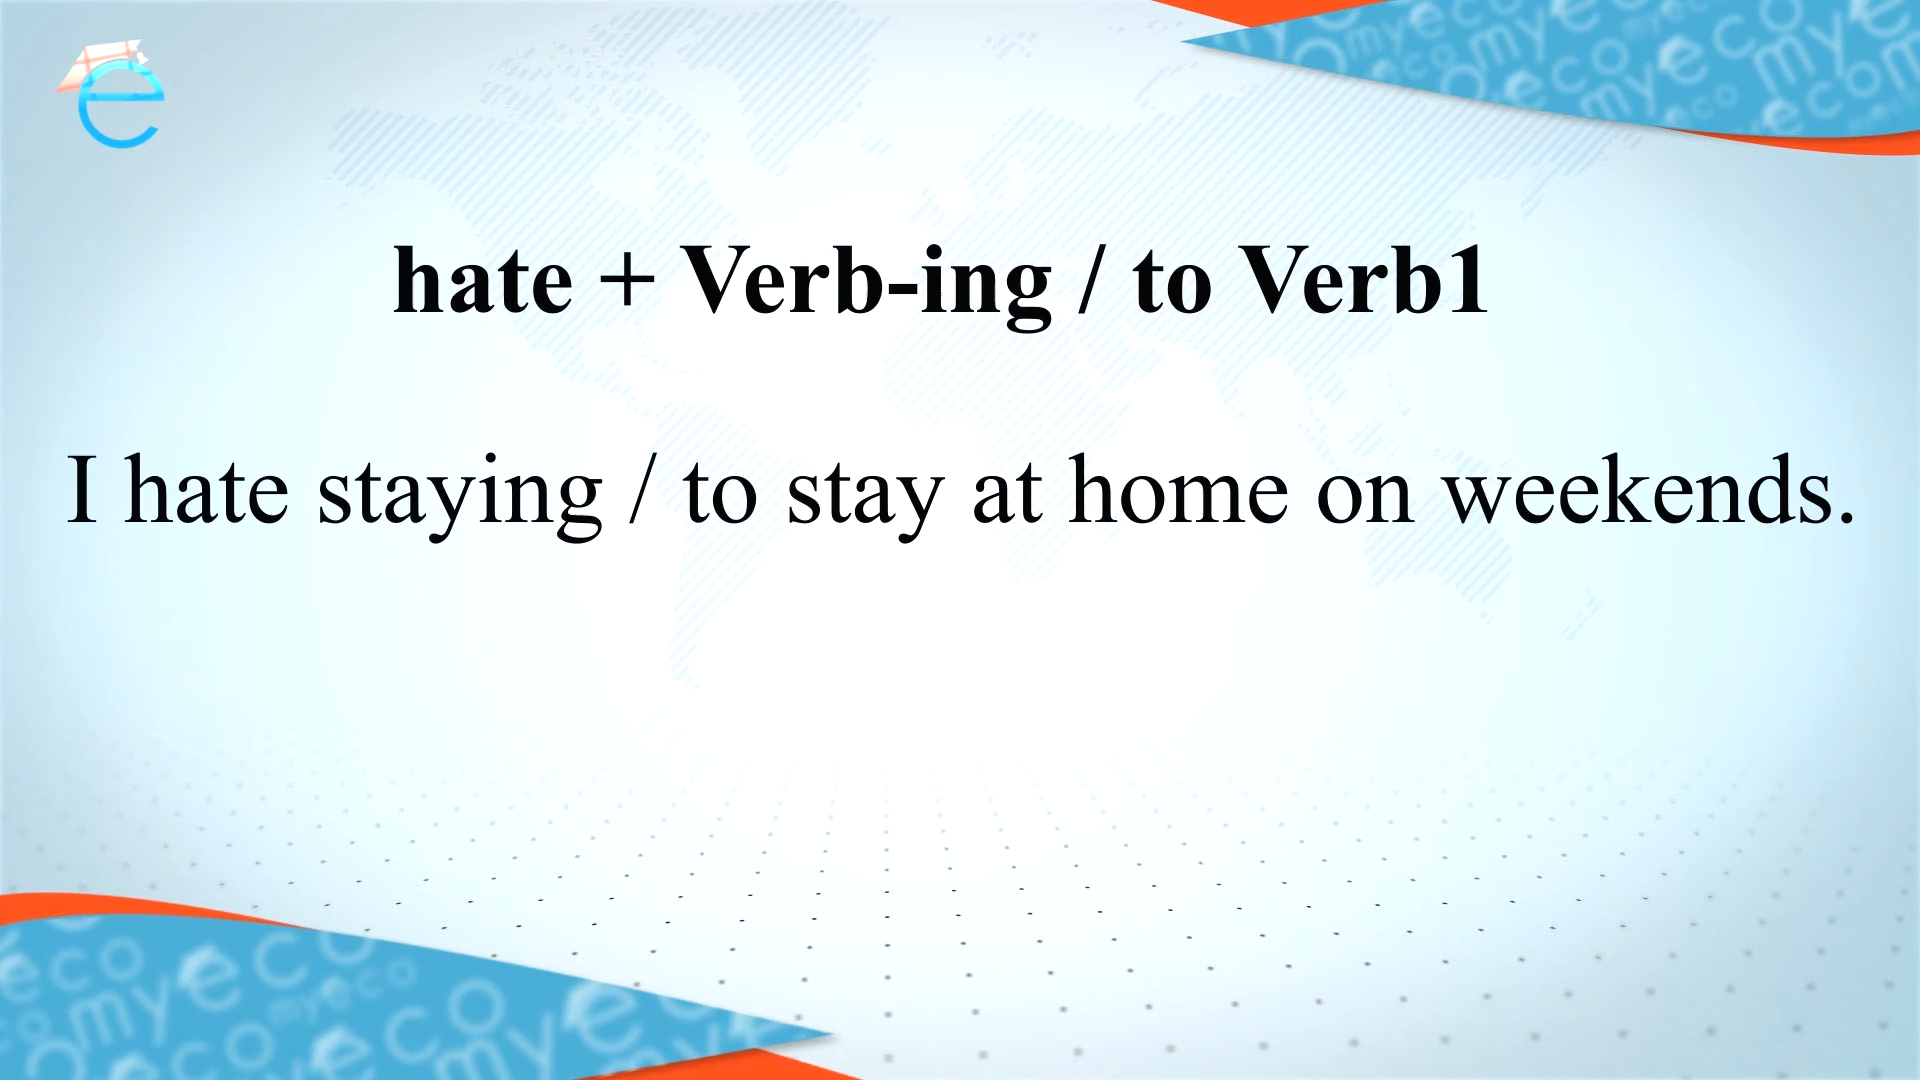 hate + Verb-ing / to Verb1
I hate staying / to stay at home on weekends.